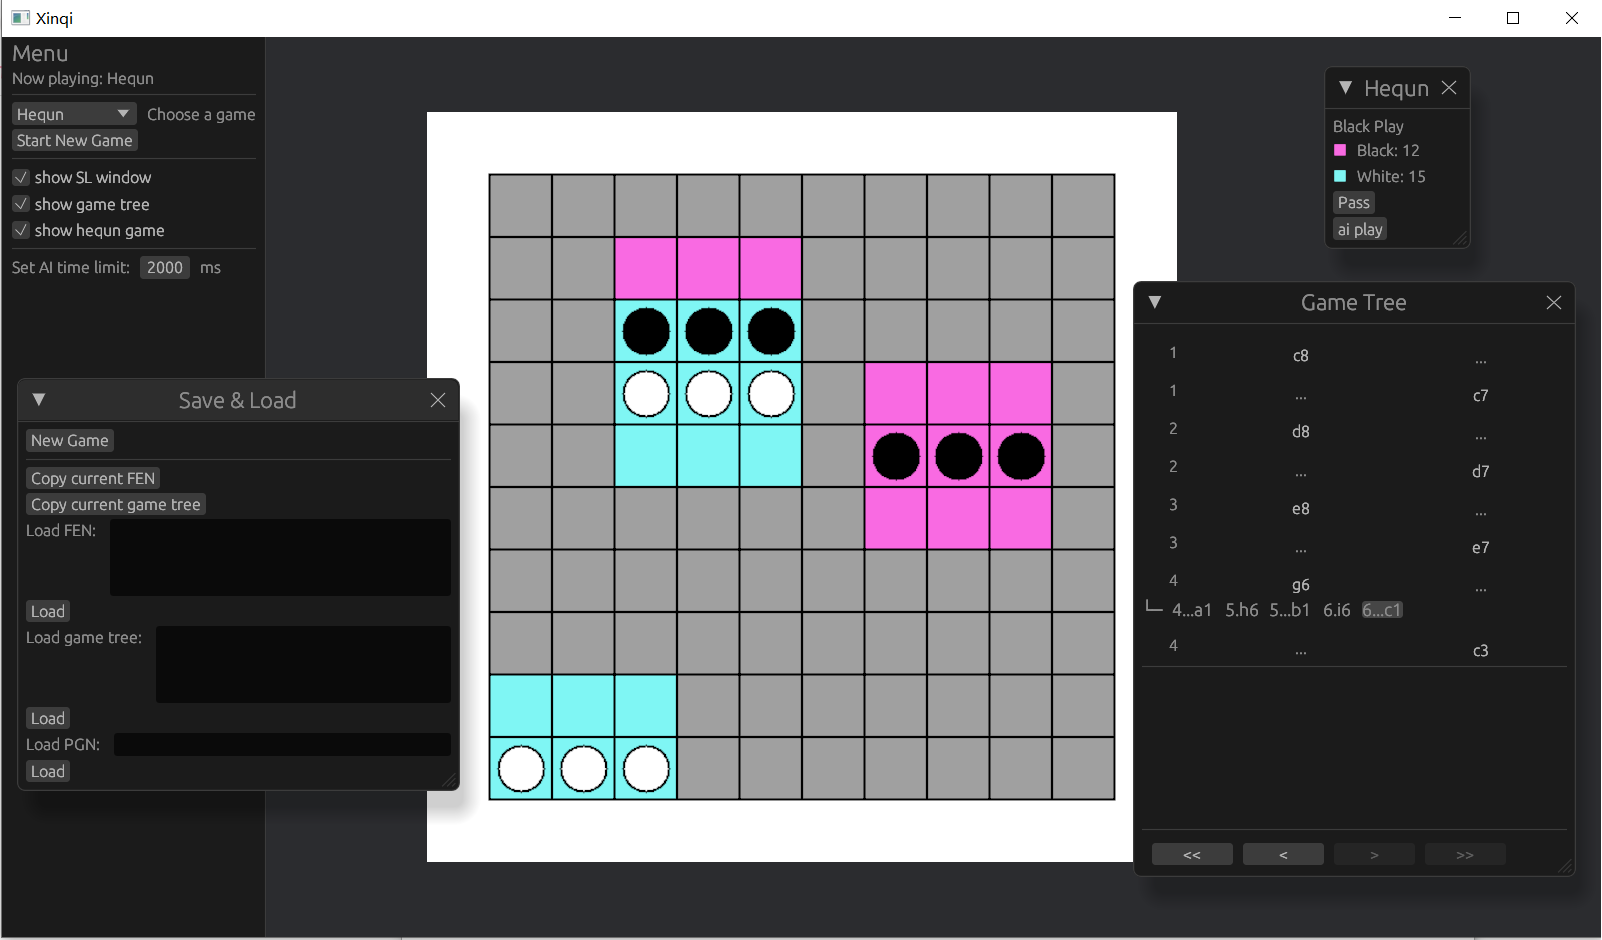 Xinqi
Menu
Now playing: Hequn
Hequn Choose a game
Start New Game
show SL window
show game tree
show hequn game
Set AI time limit: 2000 ms
Save & Load
New Game
Copy current FEN
Copy current game tree
Load FEN:
Load
Load game tree:
Load
Load PGN:
Load
Hequn
Black Play
Black: 12
White: 15
Pass
ai play
Game Tree
1 c8 ...
1 ... c7
2 d8 ...
2 ... d7
3 e8 ...
3 ... e7
4 g6 ...
4...a1 5.h6 5...b1 6.i6 6...c1
4 ... c3
<< < > >>